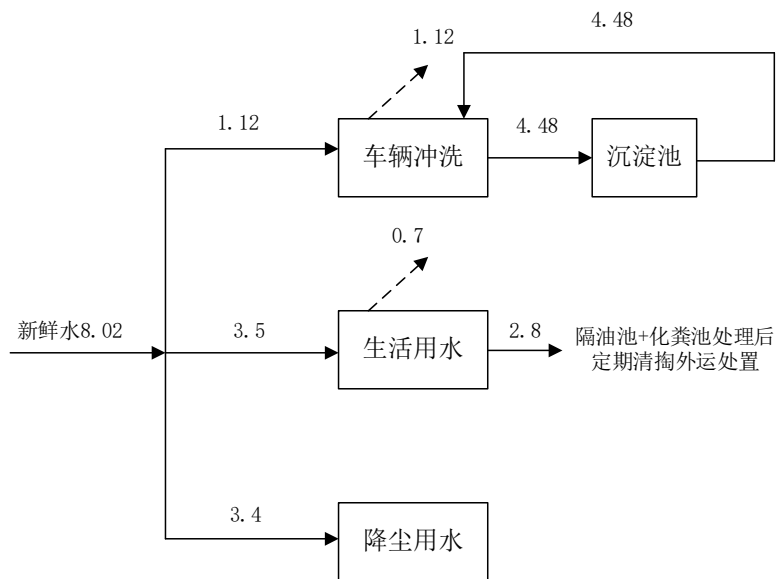 4.48
1.12
1.12
车辆冲洗
4.48
沉淀池
0.7
新鲜水8.02
3.5
生活用水
2.8
隔油池+化粪池处理后
定期清掏外运处置
3.4
降尘用水